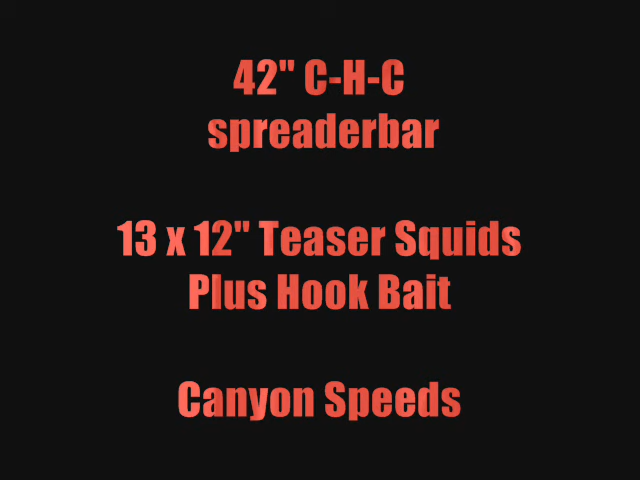 42" C-H-C
spreaderbar
13 x 12" Teaser Squids
Plus Hook Bait
Canyon Speeds